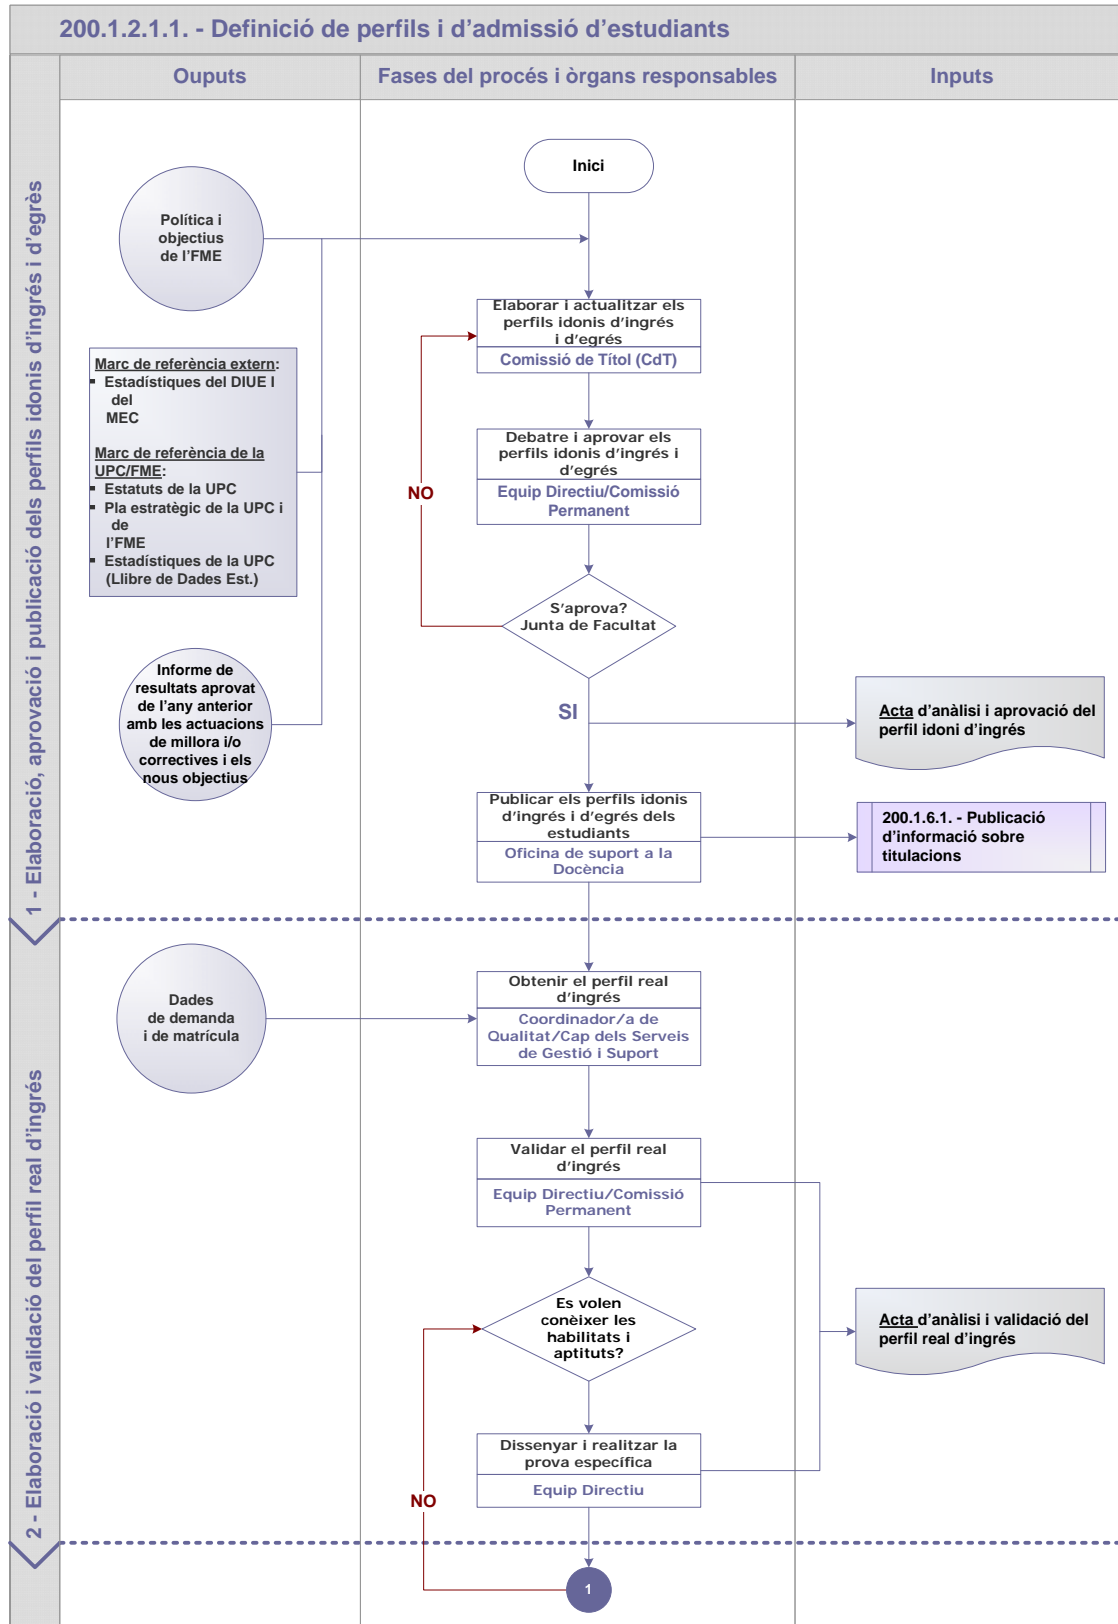 200.1.2.1.1. - Definició de perfils i d'admissió d'estudiants
Ouputs
Fases del procés i òrgans responsables
Inputs
1 - Elaboració, aprovació i publicació dels perfils idonis d'ingrés i d'egrès
Inici
Política i
objectius
de l'FME
Elaborar i actualitzar els
perfils idonis d'ingrés
i d'egrés
Comissió de Títol (CdT)
Marc de referència extern:
▪ Estadístiques del DIUE I
del
MEC
Marc de referència de la
UPC/FME:
▪ Estatuts de la UPC
▪ Pla estratègic de la UPC i
de
l'FME
▪ Estadístiques de la UPC
(Llibre de Dades Est.)
Debatre i aprovar els
perfils idonis d'ingrés i
d'egrés
Equip Directiu/Comissió
Permanent
NO
S'aprova?
Junta de Facultat
Informe de
resultats aprovat
de l'any anterior
amb les actuacions
de millora i/o
correctives i els
nous objectius
SI
Acta d'anàlisi i aprovació del
perfil idoni d'ingrés
Publicar els perfils idonis
d'ingrés i d'egrés dels
estudiants
Oficina de suport a la
Docència
200.1.6.1. - Publicació
d'informació sobre
titulacions
2 - Elaboració i validació del perfil real d'ingrés
Dades
de demanda
i de matrícula
Obtenir el perfil real
d'ingrés
Coordinador/a de
Qualitat/Cap dels Serveis
de Gestió i Suport
Validar el perfil real
d'ingrés
Equip Directiu/Comissió
Permanent
Es volen
conèixer les
habilitats i
aptituts?
Acta d'anàlisi i validació del
perfil real d'ingrés
Dissenyar i realitzar la
prova específica
Equip Directiu
NO
1